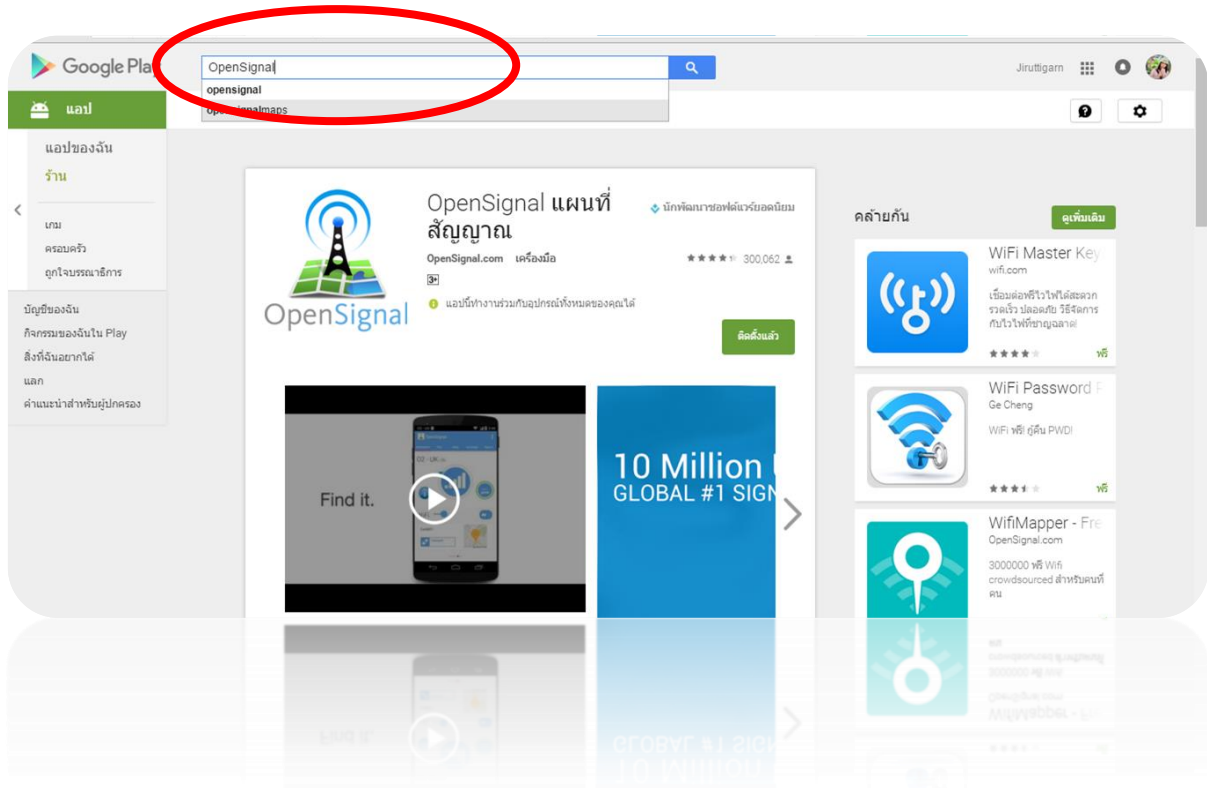 Google Pla
OpenSignal
opensignal
opensignalmaps
Jiruttigarn
แอป
แอปของฉัน
ร้าน
เกม
ครอบครัว
ถูกใจบรรณาธิการ
บัญชีของฉัน
กิจกรรมของฉันใน Play
สิ่งที่ฉันอยากได้
แลก
คำแนะนำสำหรับผู้ปกครอง
OpenSignal
OpenSignal แผนที่
สัญญาณ
นักพัฒนาซอฟต์แวร์ยอดนิยม
OpenSignal.com เครื่องมือ
300,062
3+
แอปนี้ทำงานร่วมกับอุปกรณ์ทั้งหมดของคุณได้
ติดตั้งแล้ว
Find it.
10 Million
GLOBAL #1 SIGN
คล้ายกัน
ดูเพิ่มเติม
WiFi Master Key
wifi.com
เชื่อมต่อฟรีไวไฟได้สะดวก
รวดเร็ว ปลอดภัย วิธีจัดการ
กับไวไฟที่ชาญฉลาด!
ฟรี
WiFi Password
Ge Cheng
WiFi ฟรี! กู้คืน PWD!
ฟรี
WifiMapper - Fre
OpenSignal.com
3000000 ฟรี Wifi
crowdsourced สำหรับคนที่
คน